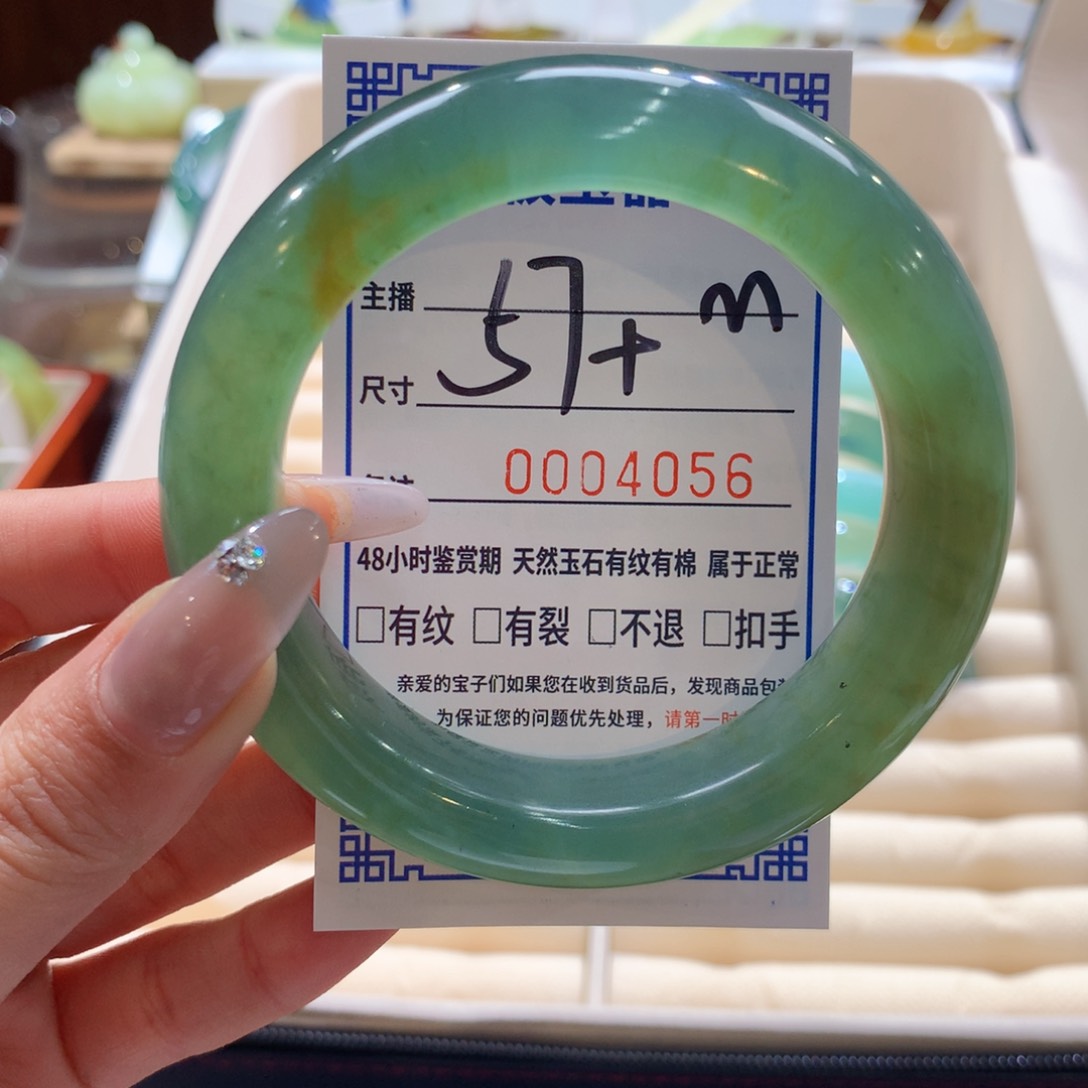 主播
尺寸 57+ m
0004056
48小时鉴赏期 天然玉石有纹有棉 属于正常
□有纹 □有裂 □不退 □扣手
亲爱的宝子们如果您在收到货品后，发现商品包
为保证您的问题优先处理，请第一时